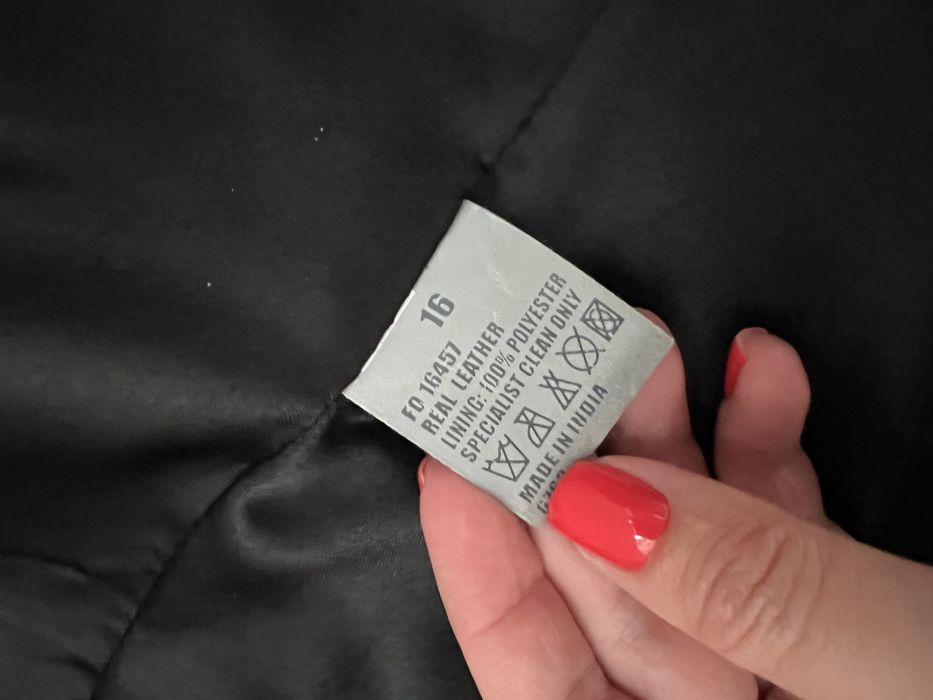 16
FO 16457
REAL LEATHER
LINING: 100% POLYESTER
SPECIALIST CLEAN ONLY
MADE IN INDIA